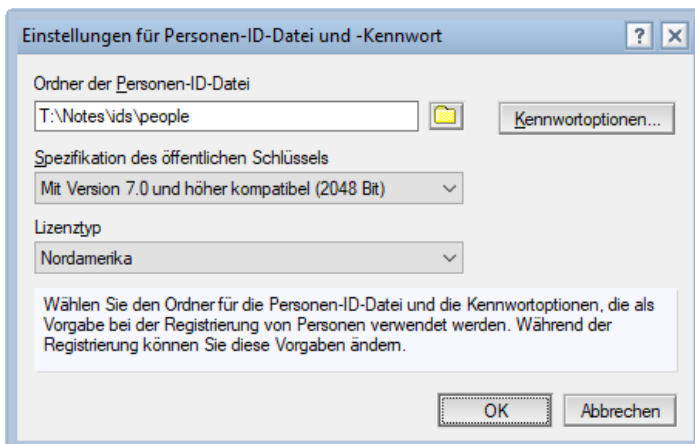 Einstellungen für Personen-ID-Datei und -Kennwort
Ordner der Personen-ID-Datei
T:\Notes\ids\people
Kennwortoptionen...
Spezifikation des öffentlichen Schlüssels
Mit Version 7.0 und höher kompatibel (2048 Bit)
Lizenztyp
Nordamerika
Wählen Sie den Ordner für die Personen-ID-Datei und die Kennwortoptionen, die als
Vorgabe bei der Registrierung von Personen verwendet werden. Während der
Registrierung können Sie diese Vorgaben ändern.
OK
Abbrechen